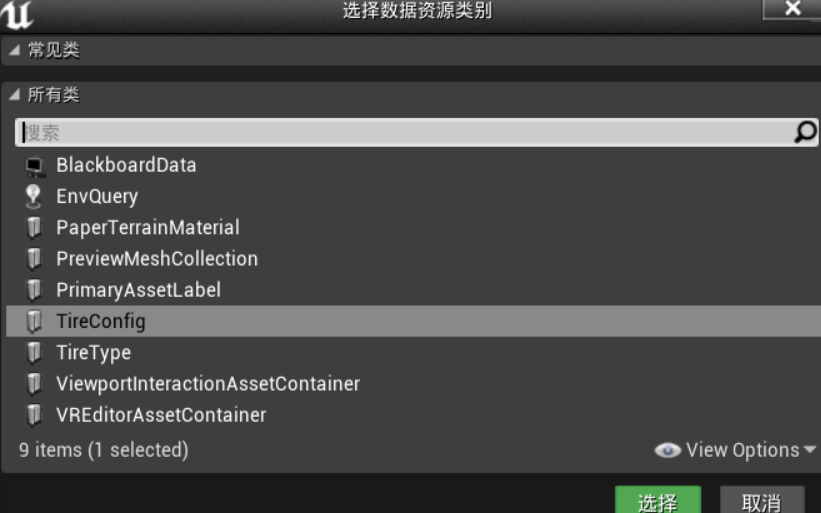 选择数据资源类别
常见类
所有类
搜索
BlackboardData
EnvQuery
PaperTerrainMaterial
PreviewMeshCollection
PrimaryAssetLabel
TireConfig
TireType
ViewportInteractionAssetContainer
VREditorAssetContainer
9 items (1 selected) View Options
选择 取消